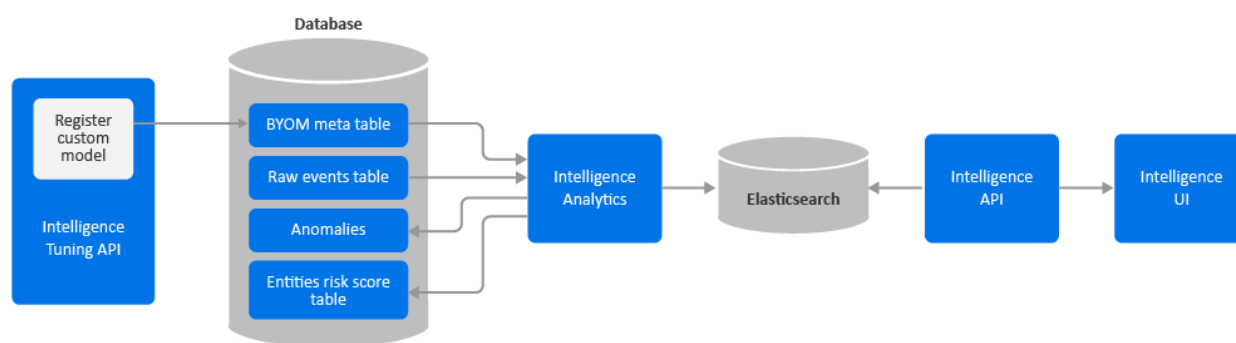 Database
Register
custom
model
Intelligence
Tuning API
BYOM meta table
Raw events table
Anomalies
Entities risk score
table
Intelligence
Analytics
Elasticsearch
Intelligence
API
Intelligence
UI